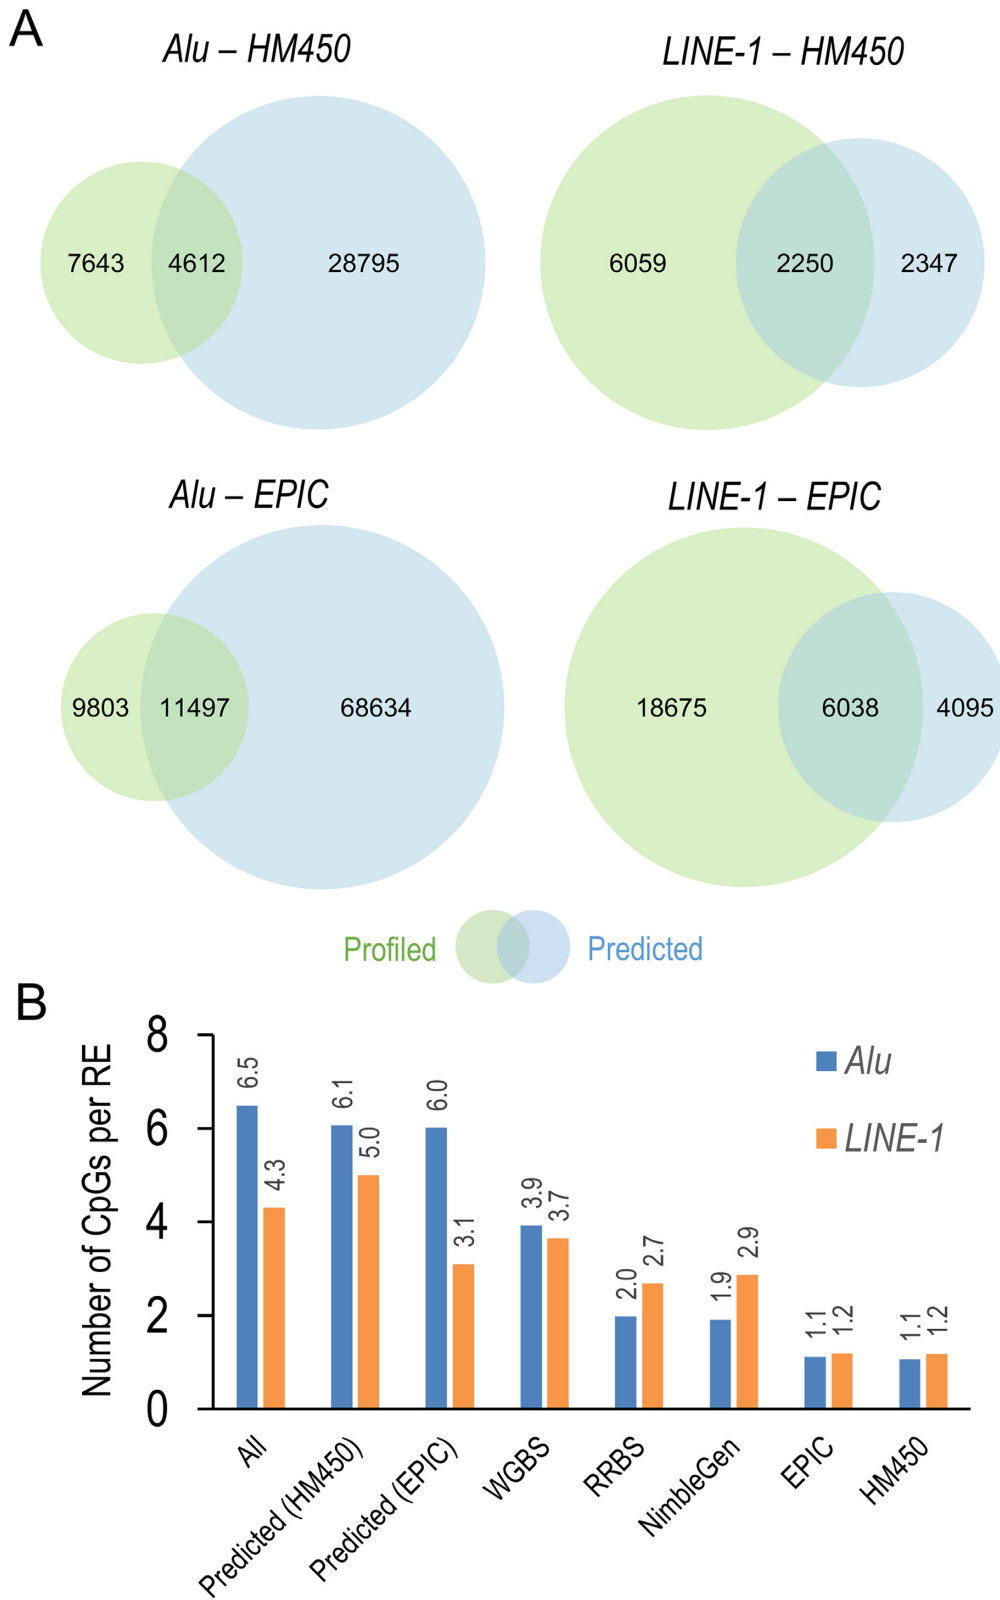 A
Alu – HM450
LINE-1 – HM450
7643 4612 28795
6059 2250 2347
Alu – EPIC
LINE-1 – EPIC
9803 11497 68634
18675 6038 4095
Profiled
Predicted
B
Number of CpGs per RE
8
6
4
2
0
6.5
4.3
6.1
5.0
6.0
3.1
3.9
3.7
2.0
2.7
1.9
2.9
1.1
1.2
1.1
1.2
Alu
LINE-1
All
Predicted (HM450)
Predicted (EPIC)
WGBS
RRBS
NimbleGen
EPIC
HM450